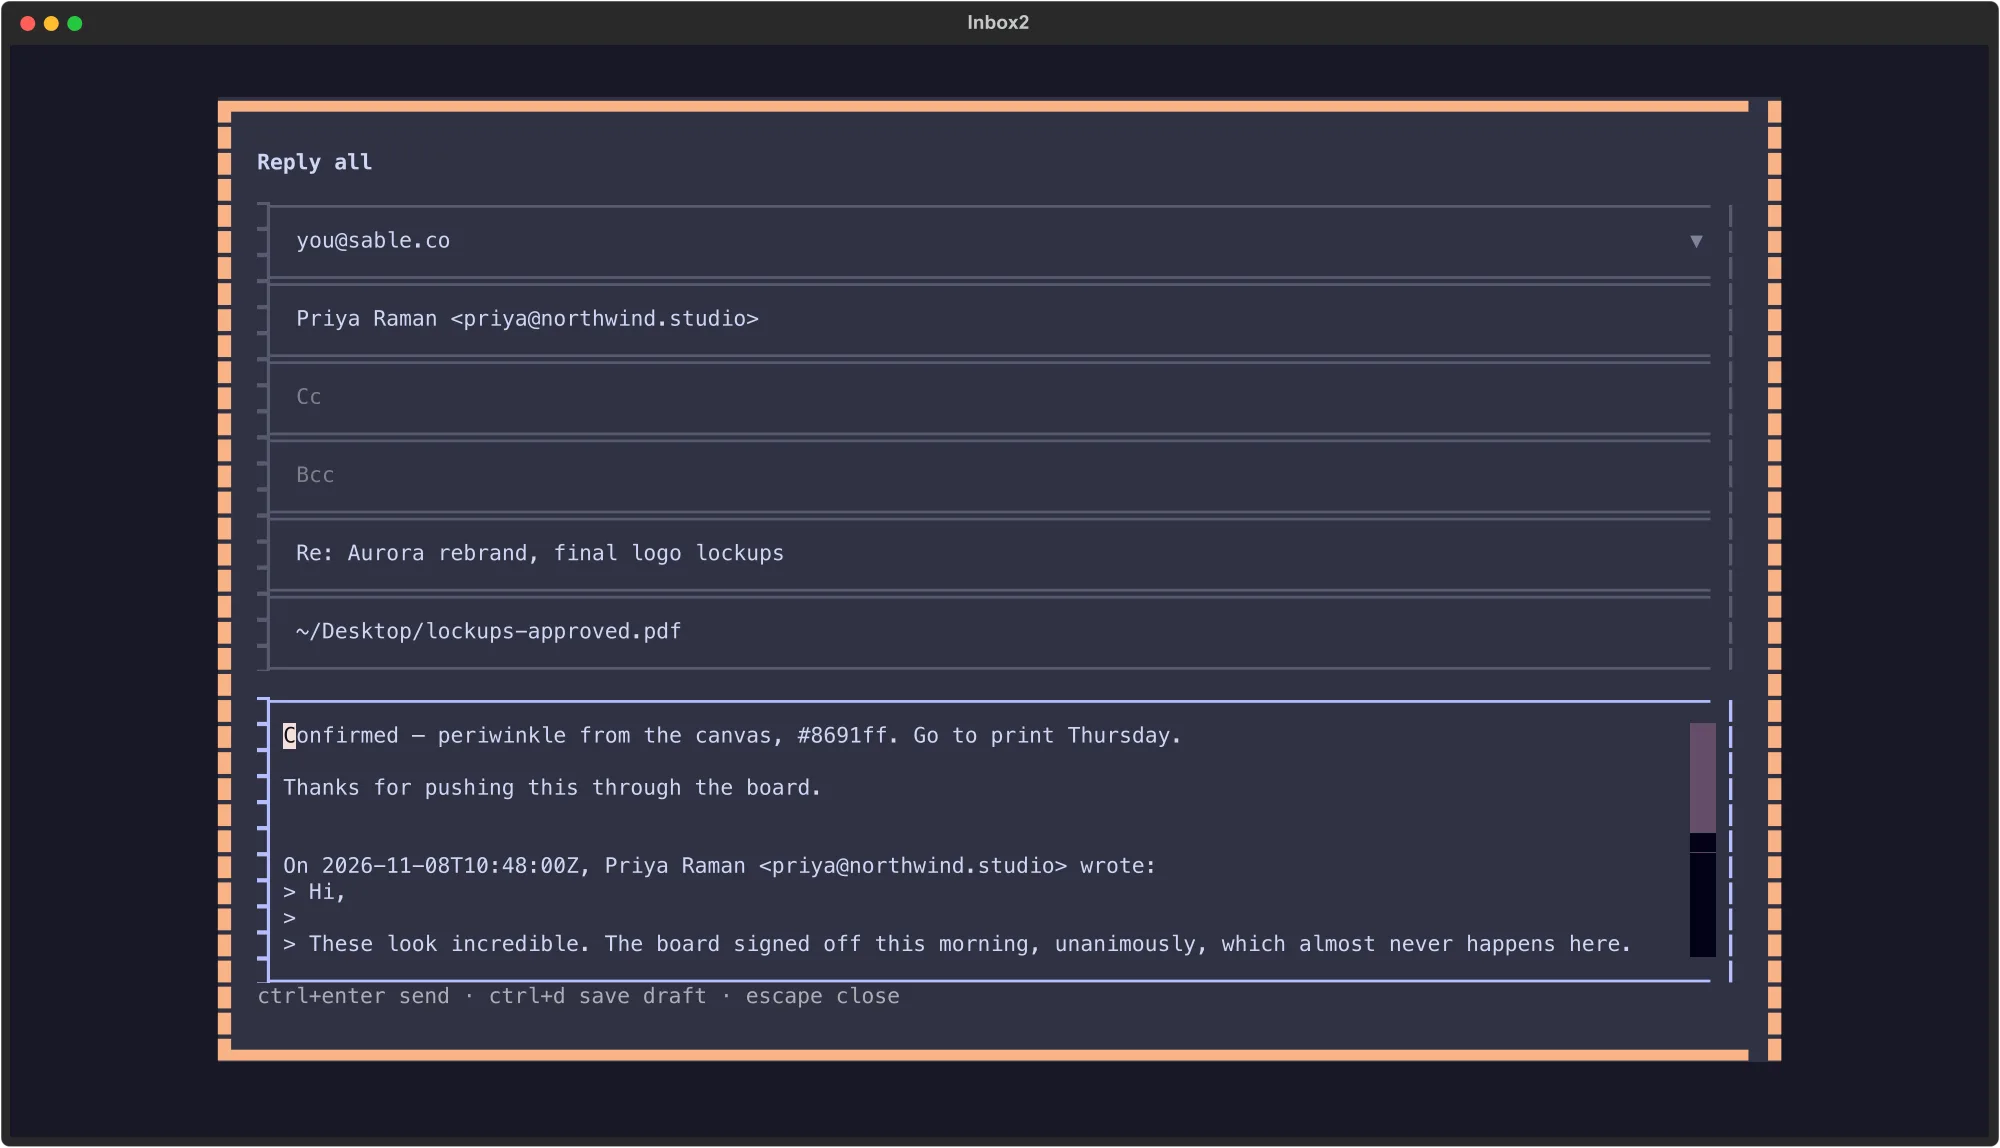 Inbox2
Reply all
you@sable.co ▼
Priya Raman <priya@northwind.studio>
Cc
Bcc
Re: Aurora rebrand, final logo lockups
~/Desktop/lockups-approved.pdf
Confirmed — periwinkle from the canvas, #8691ff. Go to print Thursday.
Thanks for pushing this through the board.
On 2026-11-08T10:48:00Z, Priya Raman <priya@northwind.studio> wrote:
> Hi,
>
> These look incredible. The board signed off this morning, unanimously, which almost never happens here.
ctrl+enter send · ctrl+d save draft · escape close